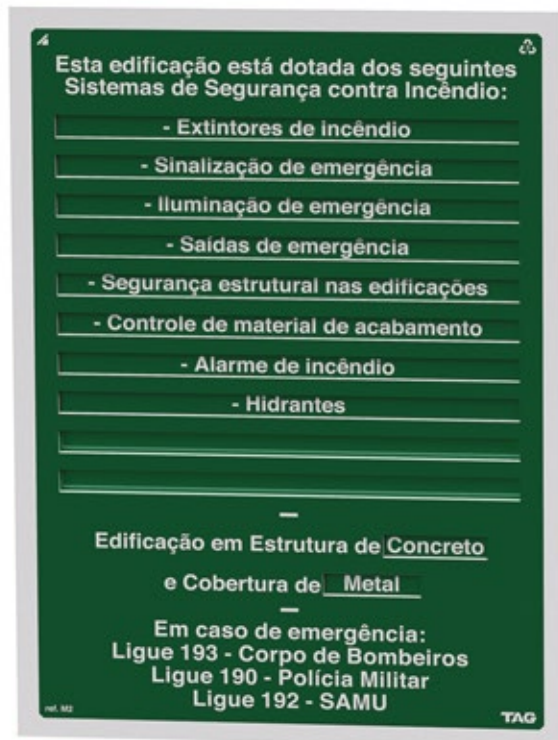 Esta edificação está dotada dos seguintes
Sistemas de Segurança contra Incêndio:
- Extintores de incêndio
- Sinalização de emergência
- Iluminação de emergência
- Saídas de emergência
- Segurança estrutural nas edificações
- Controle de material de acabamento
- Alarme de incêndio
- Hidrantes
Edificação em Estrutura de Concreto
e Cobertura de Metal
Em caso de emergência:
Ligue 193 - Corpo de Bombeiros
Ligue 190 - Polícia Militar
Ligue 192 - SAMU
ref. M2
TAG